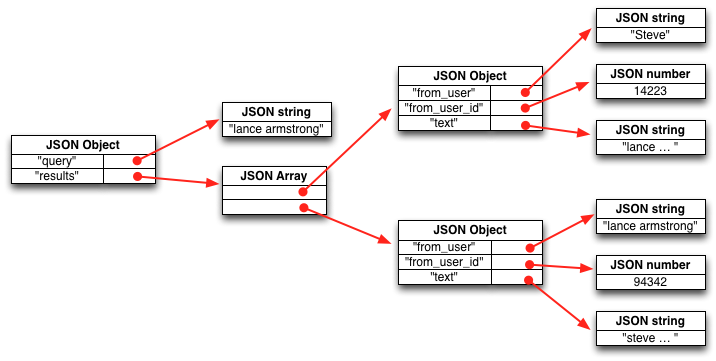 JSON Object
"query"
"results"
JSON string
"lance armstrong"
JSON Array
JSON Object
"from_user"
"from_user_id"
"text"
JSON string
"Steve"
JSON number
14223
JSON string
"lance ... "
JSON Object
"from_user"
"from_user_id"
"text"
JSON string
"lance armstrong"
JSON number
94342
JSON string
"steve ... "